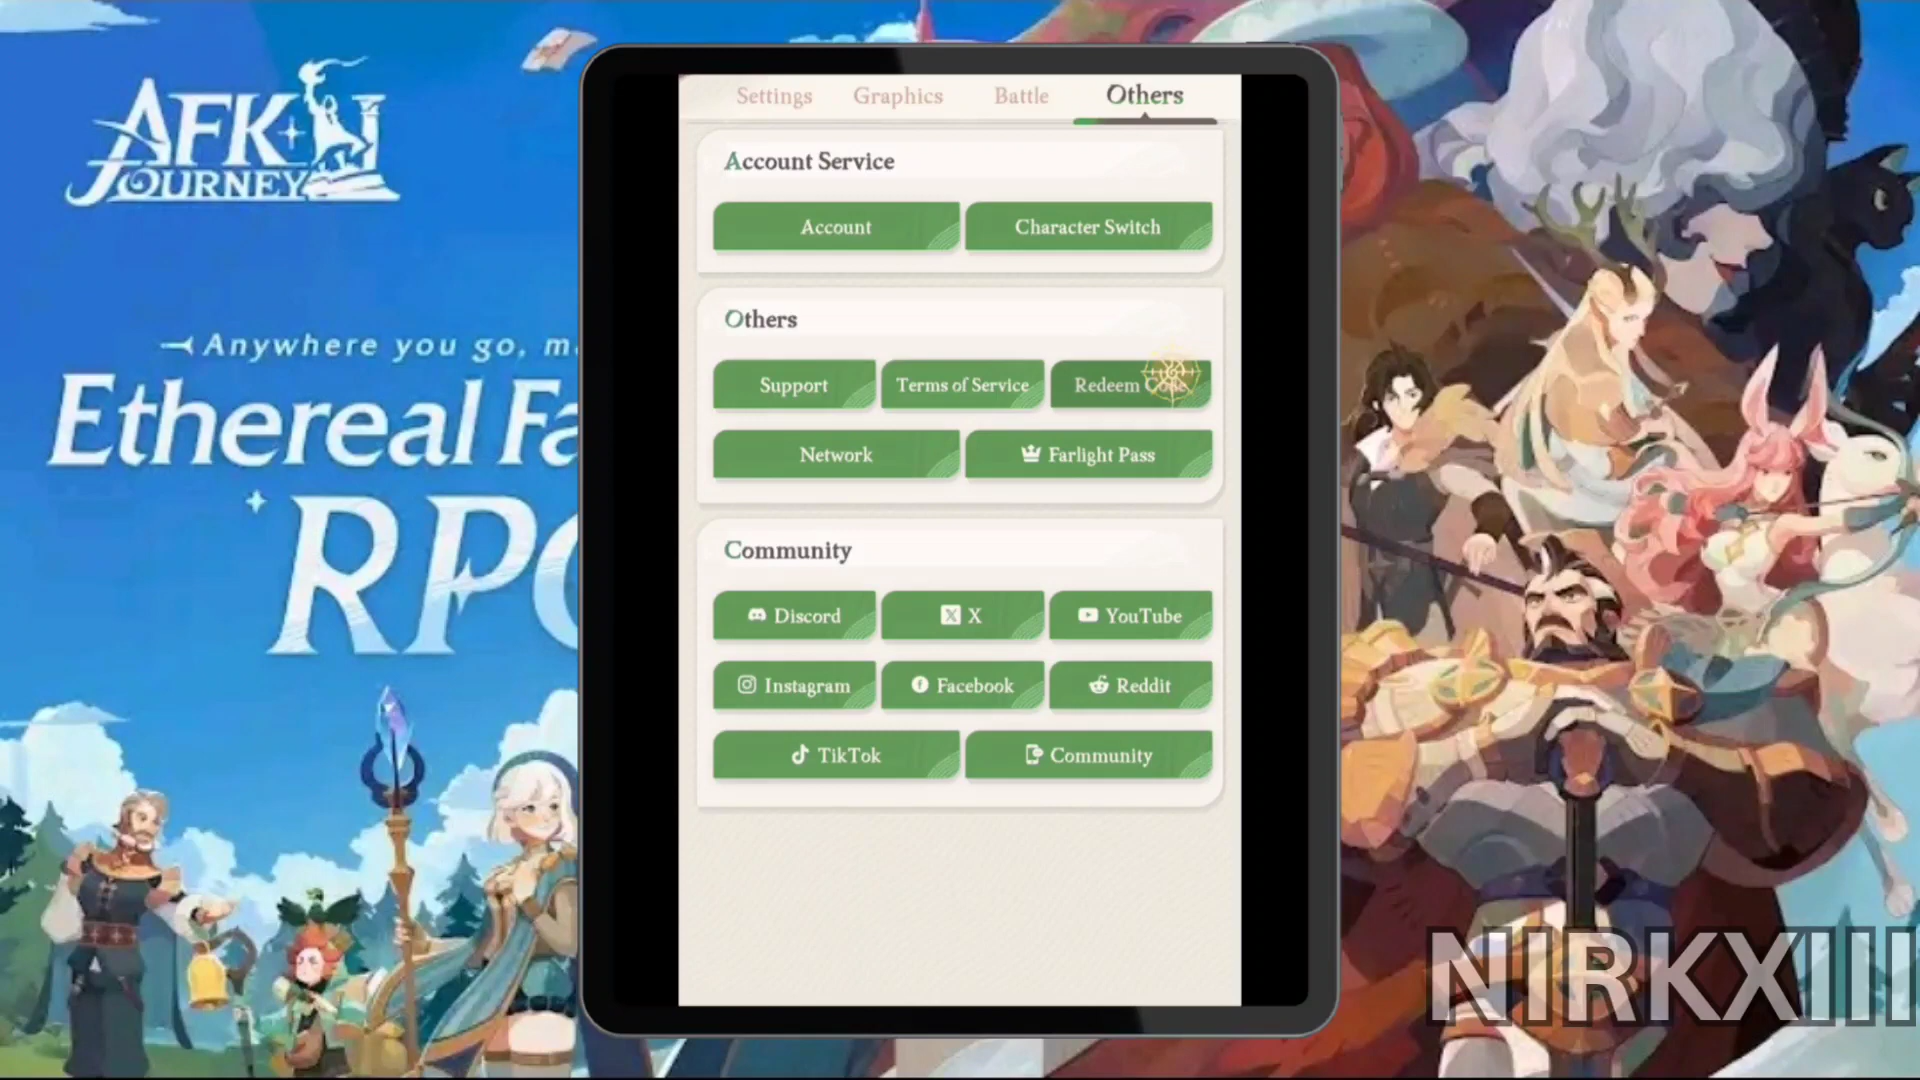 AFK
JOURNEY
Anywhere you go, m
Ethereal Fa
RPG
Settings Graphics Battle Others
Account Service
Account Character Switch
Others
Support Terms of Service Redeem Code
Network Farlight Pass
Community
Discord X YouTube
Instagram Facebook Reddit
TikTok Community
NIRKXIII